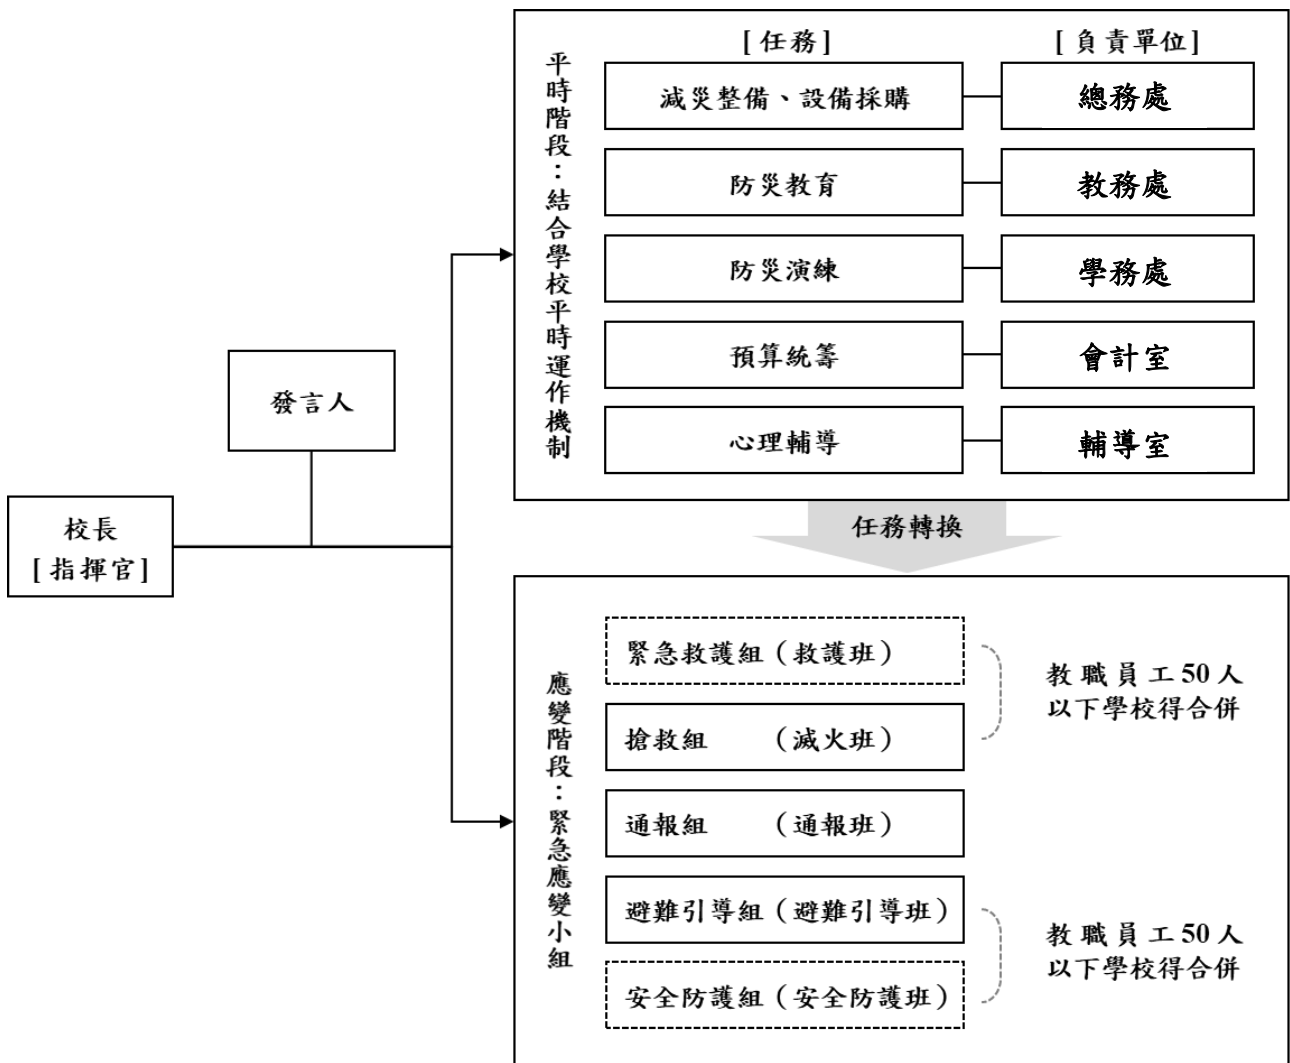 [任務]
[負責單位]
平時階段：結合學校平時運作機制
減災整備、設備採購
總務處
防災教育
教務處
防災演練
學務處
預算統籌
會計室
心理輔導
輔導室
發言人
校長
[指揮官]
任務轉換
應變階段：緊急應變小組
緊急救護組（救護班）
搶救組　　（滅火班）
教職員工50人
以下學校得合併
通報組　　（通報班）
避難引導組（避難引導班）
安全防護組（安全防護班）
教職員工50人
以下學校得合併